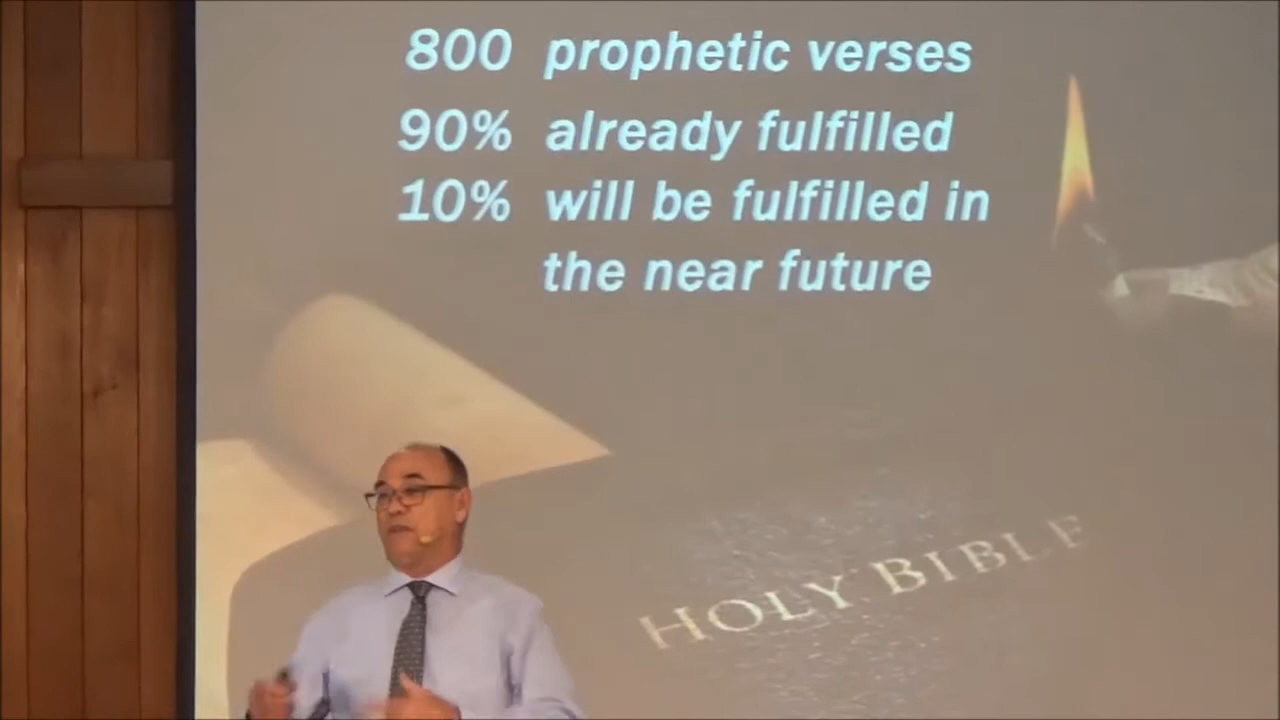 800 prophetic verses
90% already fulfilled
10% will be fulfilled in
the near future
HOLY BIBLE